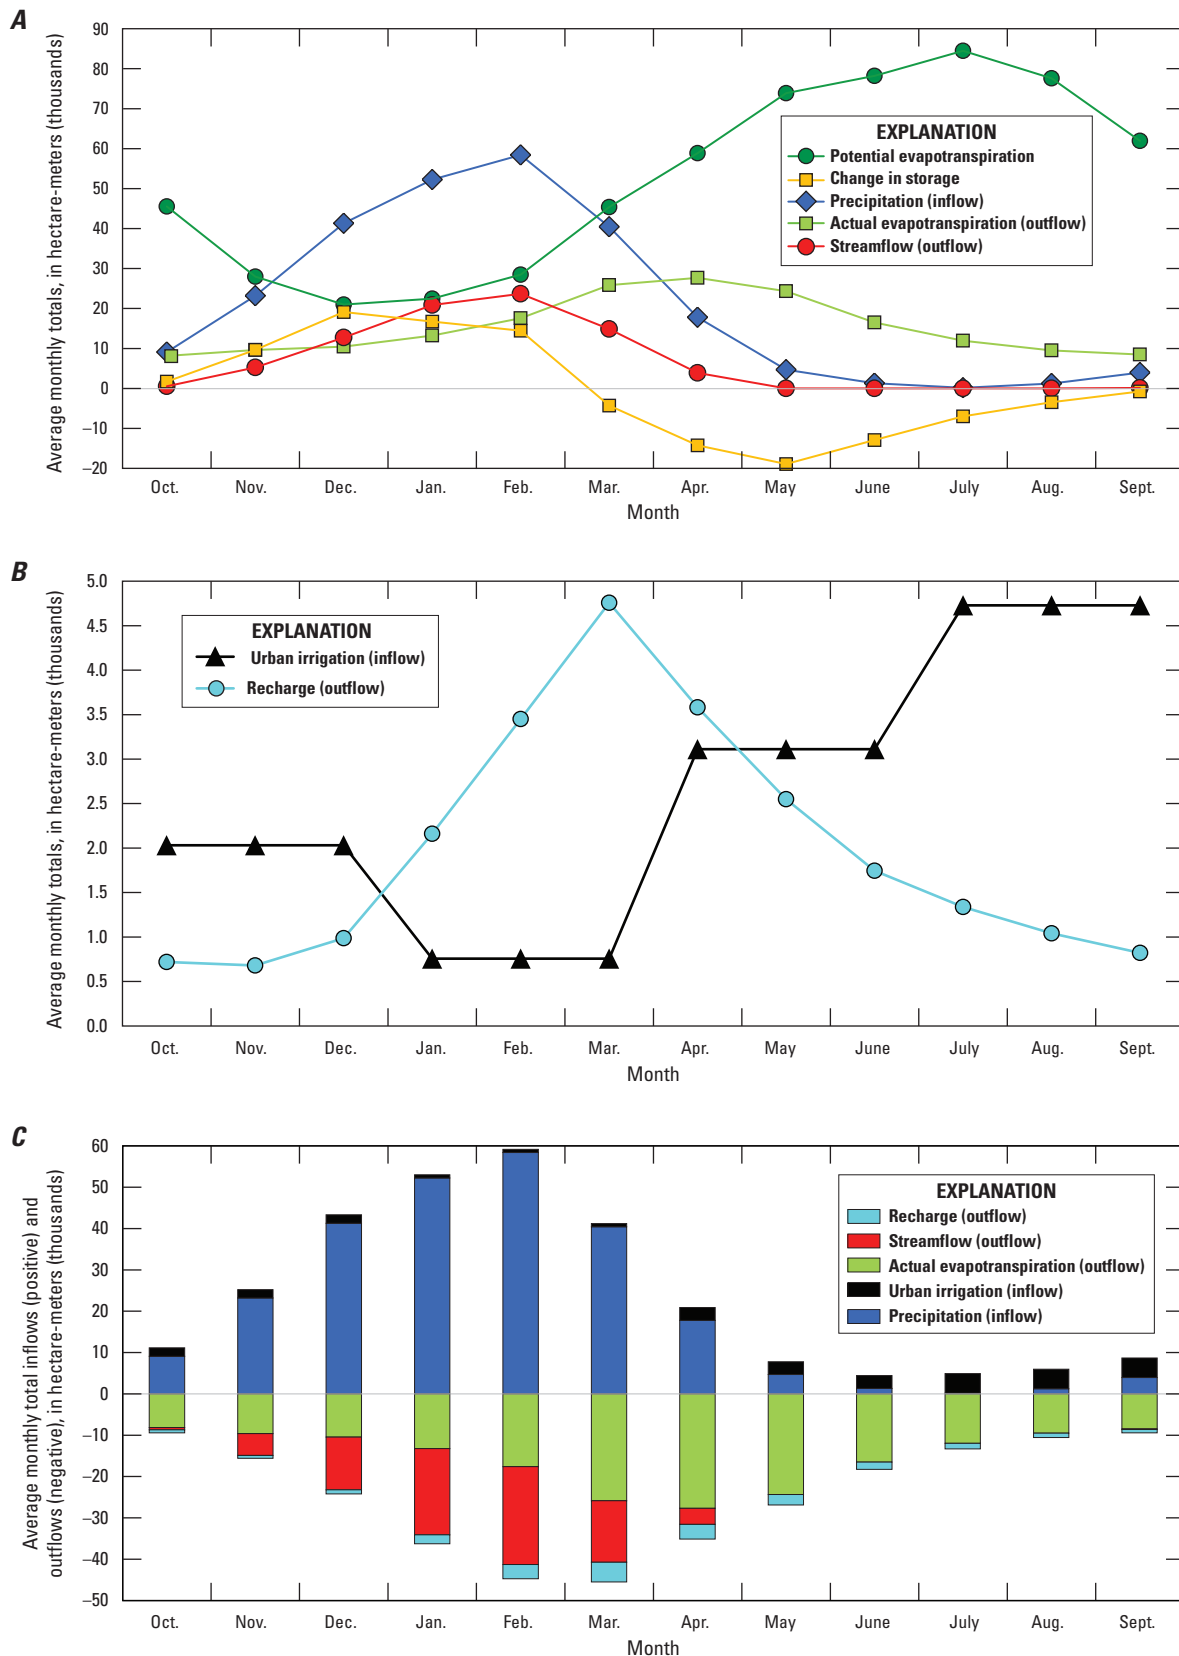 A
Average monthly totals, in hectare-meters (thousands)
90
80
70
60
50
40
30
20
10
0
–10
–20
EXPLANATION
Potential evapotranspiration
Change in storage
Precipitation (inflow)
Actual evapotranspiration (outflow)
Streamflow (outflow)
Oct. Nov. Dec. Jan. Feb. Mar. Apr. May June July Aug. Sept.
Month
B
Average monthly totals, in hectare-meters (thousands)
5.0
4.5
4.0
3.5
3.0
2.5
2.0
1.5
1.0
0.5
0.0
EXPLANATION
Urban irrigation (inflow)
Recharge (outflow)
Oct. Nov. Dec. Jan. Feb. Mar. Apr. May June July Aug. Sept.
Month
C
Average monthly total inflows (positive) and
outflows (negative), in hectare-meters (thousands)
60
50
40
30
20
10
0
–10
–20
–30
–40
–50
EXPLANATION
Recharge (outflow)
Streamflow (outflow)
Actual evapotranspiration (outflow)
Urban irrigation (inflow)
Precipitation (inflow)
Oct. Nov. Dec. Jan. Feb. Mar. Apr. May June July Aug. Sept.
Month